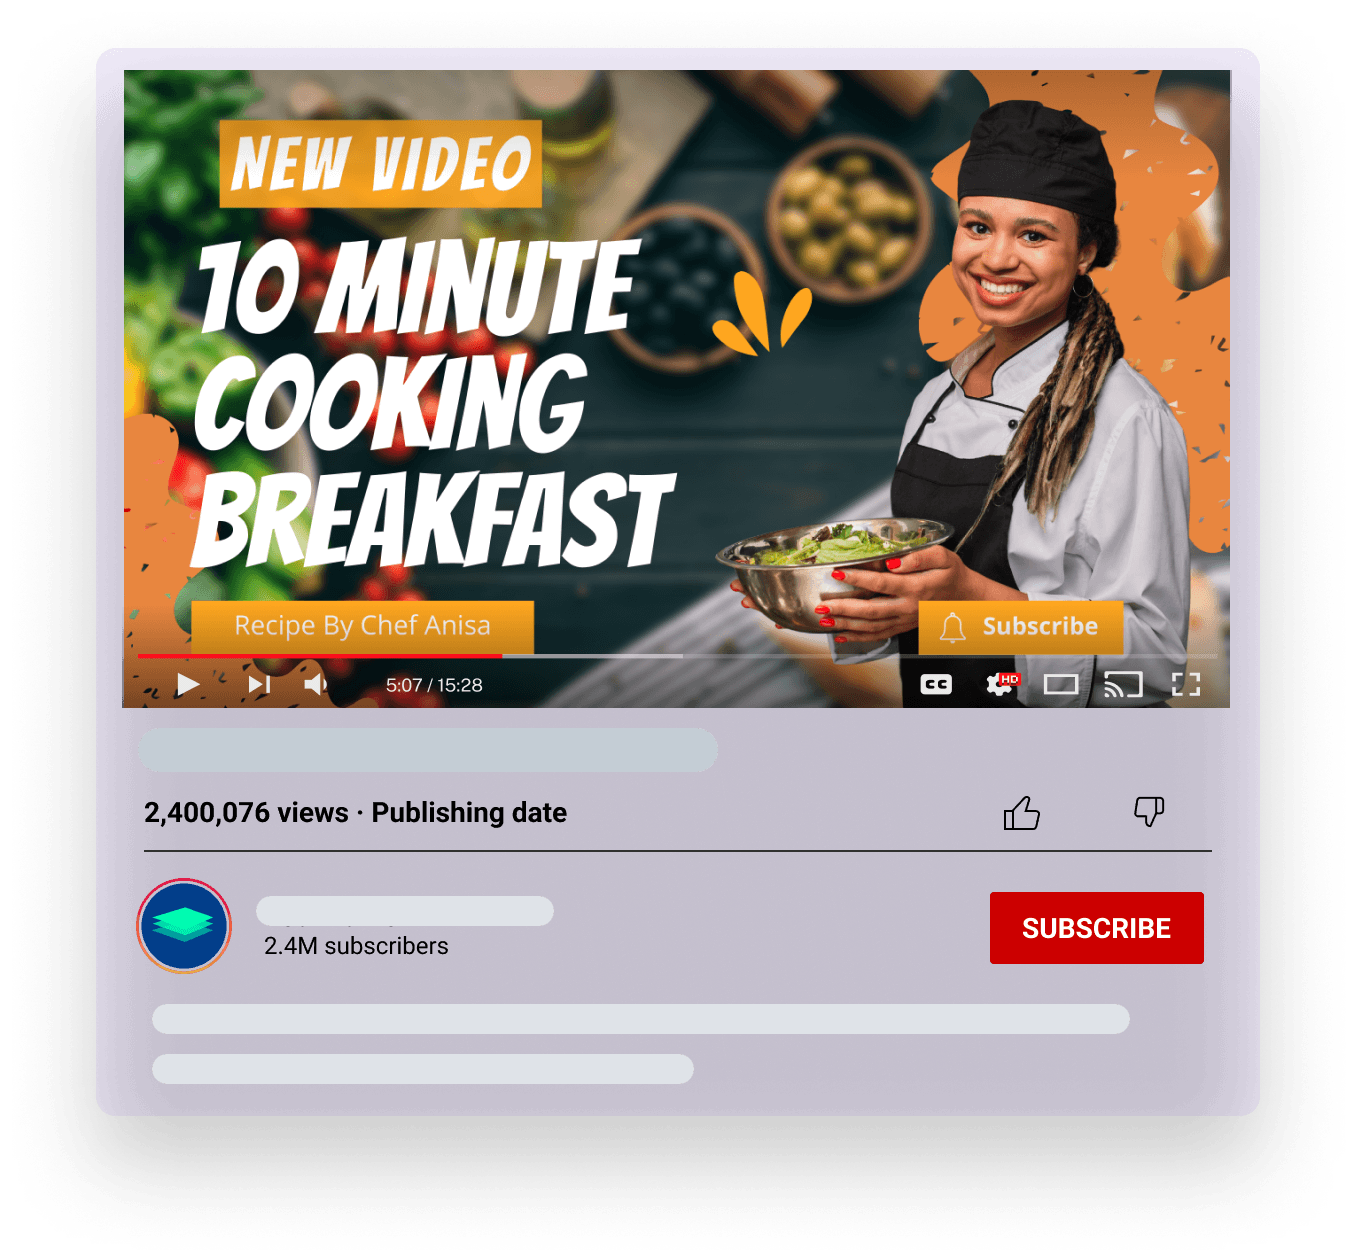 NEW VIDEO
10 MINUTE
COOKING
BREAKFAST
Recipe By Chef Anisa
Subscribe
5:07 / 15:28
CC
HD
2,400,076 views · Publishing date
2.4M subscribers
SUBSCRIBE